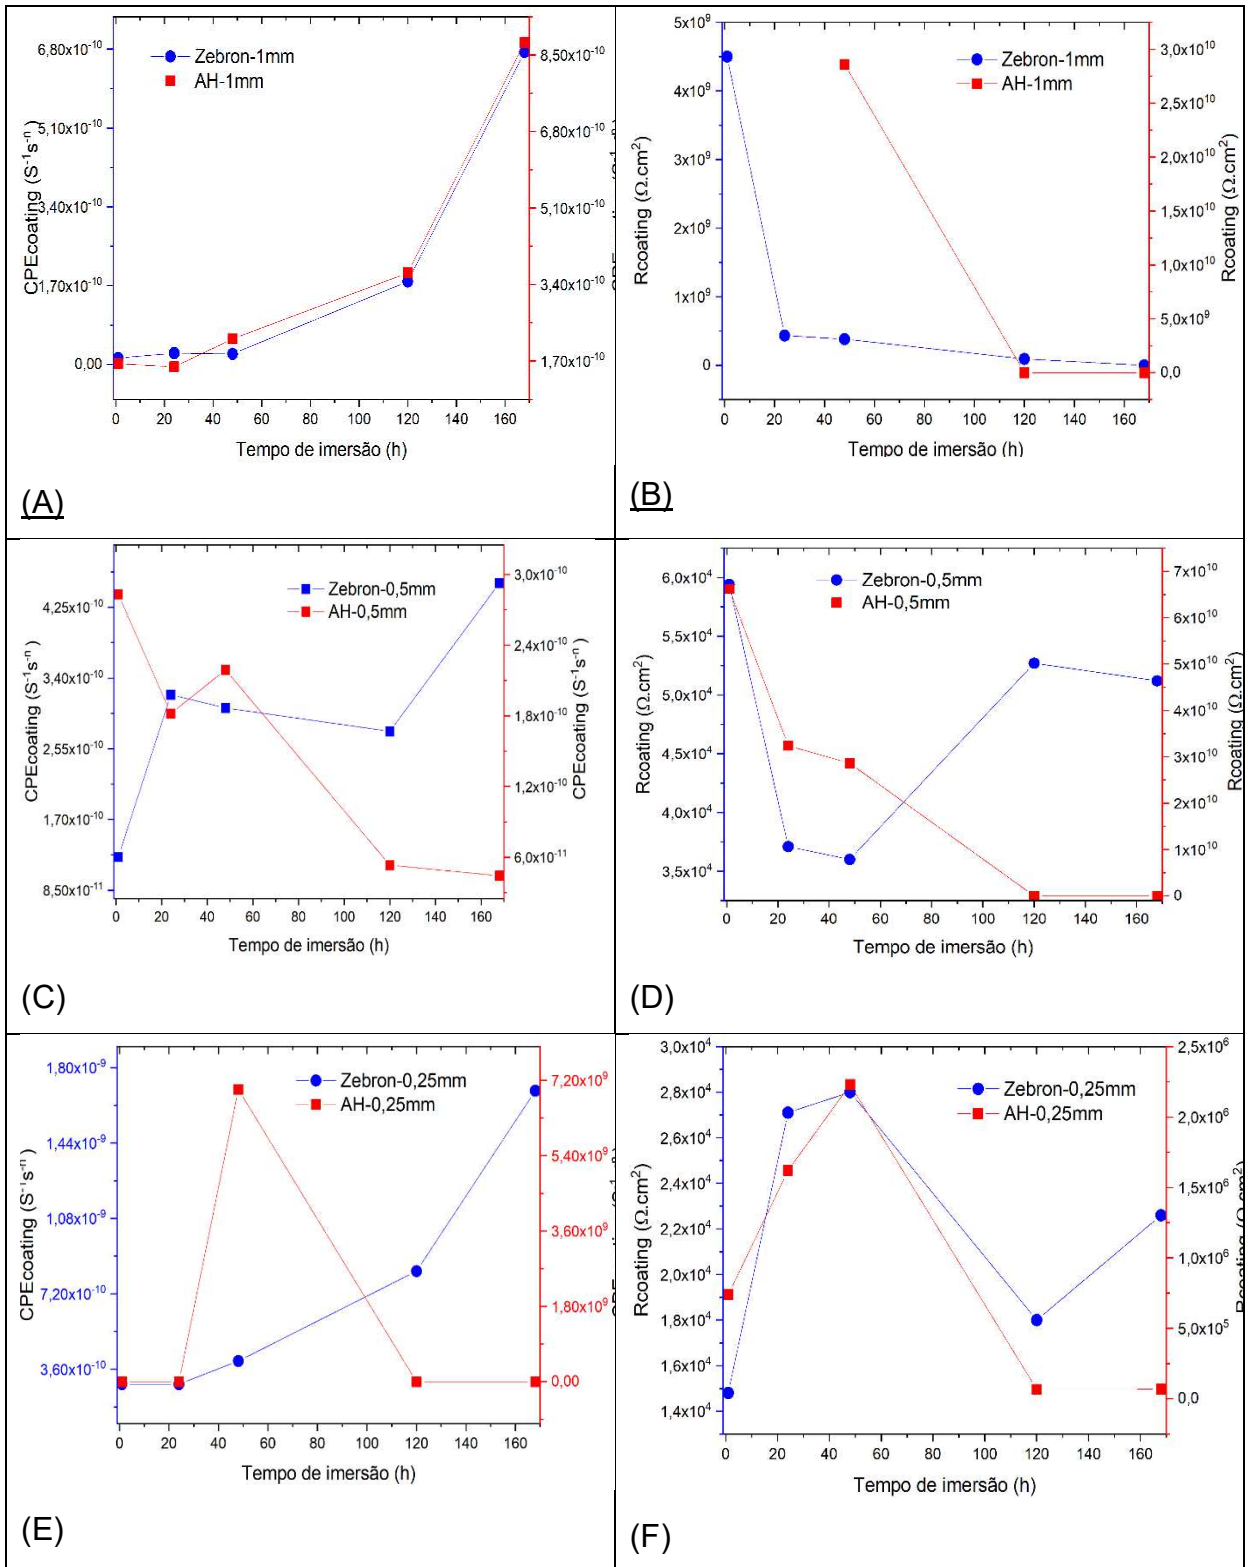 6,80x10⁻¹⁰
5,10x10⁻¹⁰
3,40x10⁻¹⁰
1,70x10⁻¹⁰
0,00
CPEcoating (S⁻¹s⁻ⁿ)
Zebron-1mm
AH-1mm
8,50x10⁻¹⁰
6,80x10⁻¹⁰
5,10x10⁻¹⁰
3,40x10⁻¹⁰
1,70x10⁻¹⁰
0 20 40 60 80 100 120 140 160
Tempo de imersão (h)
(A)
5x10⁹
4x10⁹
3x10⁹
2x10⁹
1x10⁹
0
Rcoating (Ω.cm²)
Zebron-1mm
AH-1mm
3,0x10¹⁰
2,5x10¹⁰
2,0x10¹⁰
1,5x10¹⁰
1,0x10¹⁰
5,0x10⁹
0,0
Rcoating (Ω.cm²)
0 20 40 60 80 100 120 140 160
Tempo de imersão (h)
(B)
4,25x10⁻¹⁰
3,40x10⁻¹⁰
2,55x10⁻¹⁰
1,70x10⁻¹⁰
8,50x10⁻¹¹
CPEcoating (S⁻¹s⁻ⁿ)
Zebron-0,5mm
AH-0,5mm
3,0x10⁻¹⁰
2,4x10⁻¹⁰
1,8x10⁻¹⁰
1,2x10⁻¹⁰
6,0x10⁻¹¹
CPEcoating (S⁻¹s⁻ⁿ)
0 20 40 60 80 100 120 140 160
Tempo de imersão (h)
(C)
6,0x10⁴
5,5x10⁴
5,0x10⁴
4,5x10⁴
4,0x10⁴
3,5x10⁴
Rcoating (Ω.cm²)
Zebron-0,5mm
AH-0,5mm
7x10¹⁰
6x10¹⁰
5x10¹⁰
4x10¹⁰
3x10¹⁰
2x10¹⁰
1x10¹⁰
0
Rcoating (Ω.cm²)
0 20 40 60 80 100 120 140 160
Tempo de imersão (h)
(D)
1,80x10⁻⁹
1,44x10⁻⁹
1,08x10⁻⁹
7,20x10⁻¹⁰
3,60x10⁻¹⁰
CPEcoating (S⁻¹s⁻ⁿ)
Zebron-0,25mm
AH-0,25mm
7,20x10⁹
5,40x10⁹
3,60x10⁹
1,80x10⁹
0,00
0 20 40 60 80 100 120 140 160
Tempo de imersão (h)
(E)
3,0x10⁴
2,8x10⁴
2,6x10⁴
2,4x10⁴
2,2x10⁴
2,0x10⁴
1,8x10⁴
1,6x10⁴
1,4x10⁴
Rcoating (Ω.cm²)
Zebron-0,25mm
AH-0,25mm
2,5x10⁶
2,0x10⁶
1,5x10⁶
1,0x10⁶
5,0x10⁵
0,0
Rcoating (Ω.cm²)
0 20 40 60 80 100 120 140 160
Tempo de imersão (h)
(F)